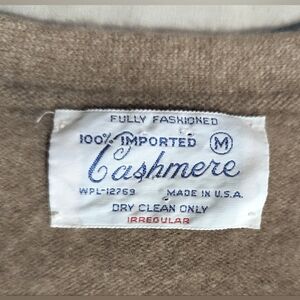 FULLY FASHIONED
100% IMPORTED M
Cashmere
WPL-12769 MADE IN U.S.A.
DRY CLEAN ONLY
IRREGULAR